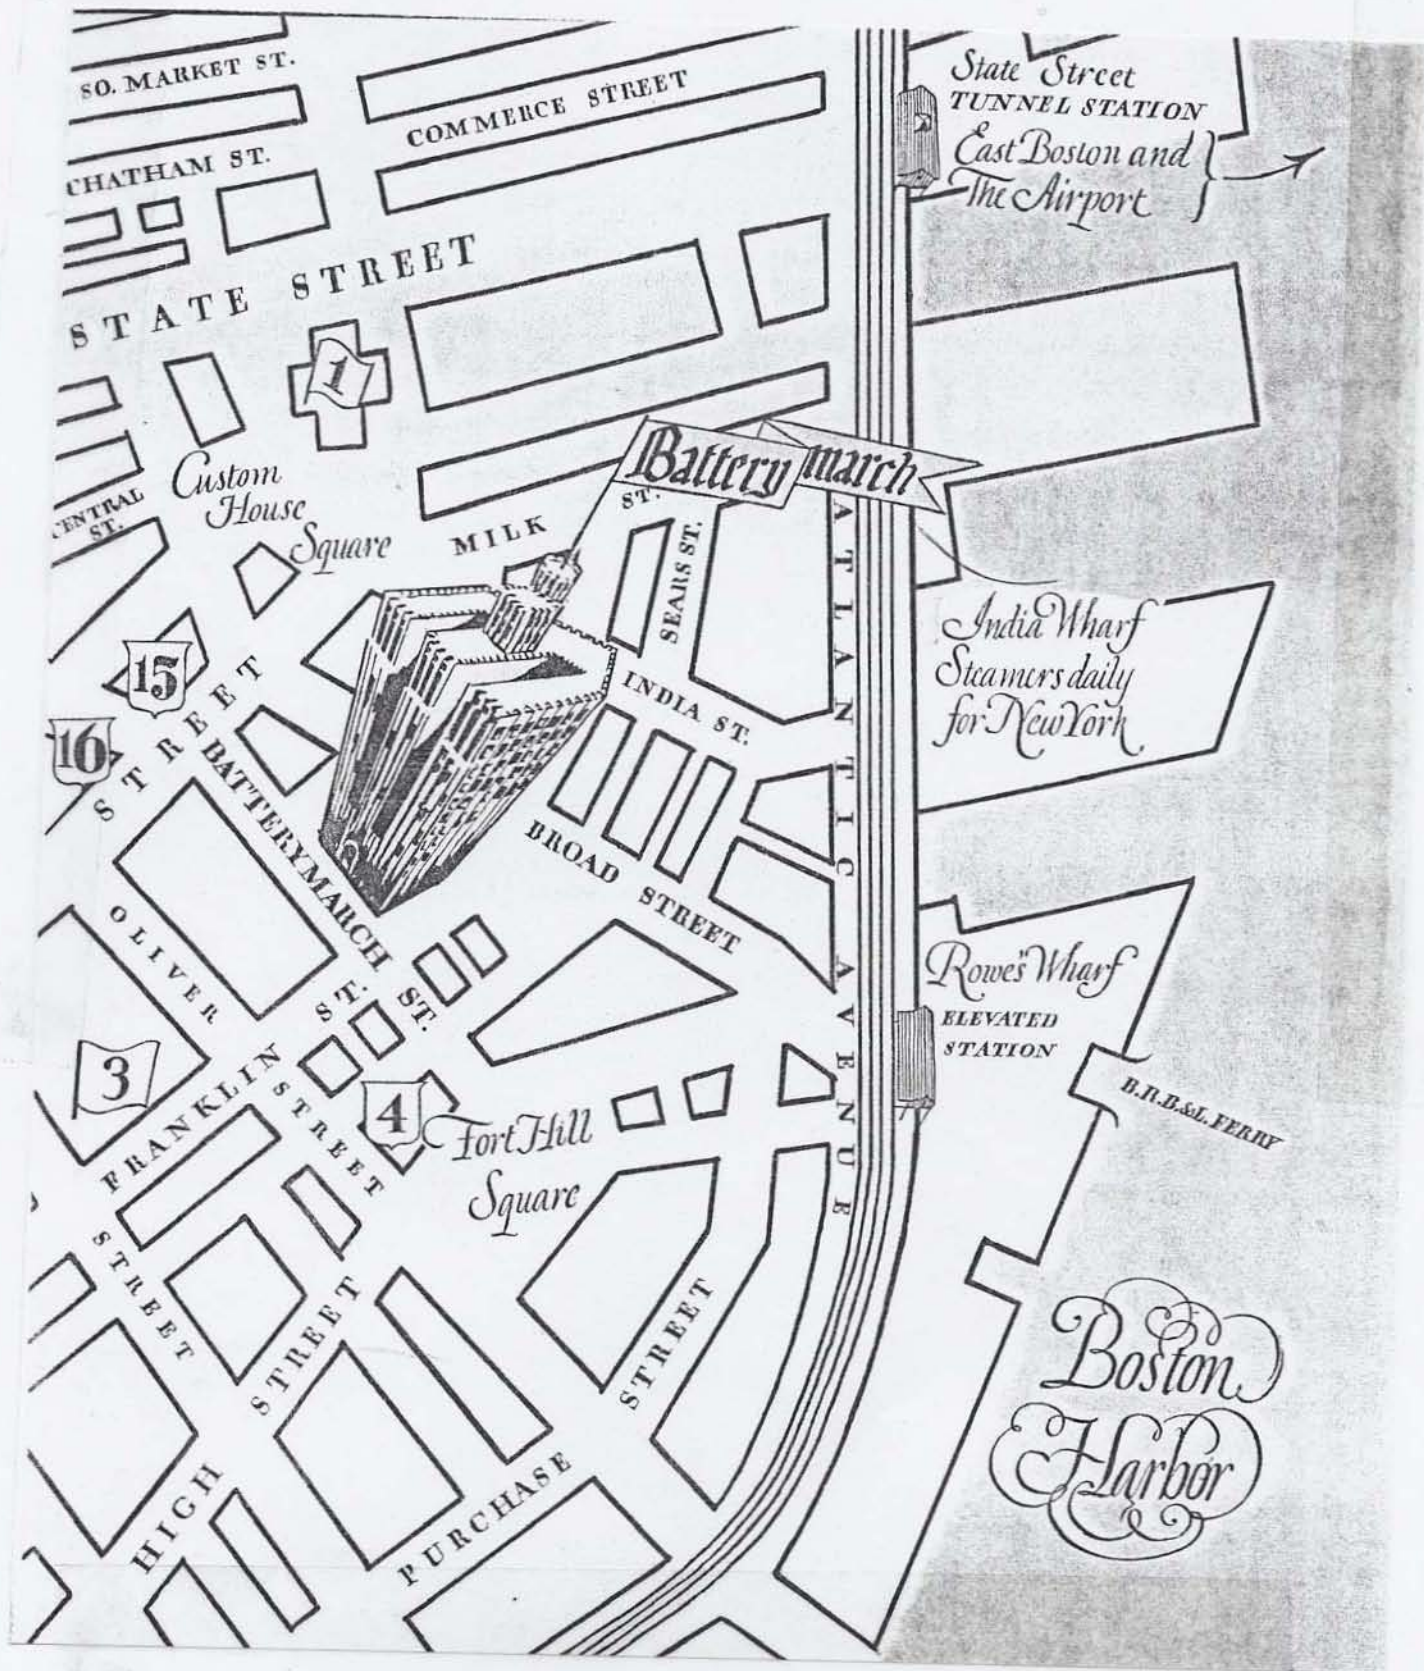 SO. MARKET ST.
COMMERCE STREET
CHATHAM ST.
State Street
TUNNEL STATION
East Boston and
The Airport
STATE STREET
1
Custom
House
Square
CENTRAL
ST.
MILK ST.
Battery march
SEARS ST.
INDIA ST.
India Wharf
Steamers daily
for New York
15
16
STREET
BATTERYMARCH
ST.
BROAD STREET
ATLANTIC AVENUE
OLIVER
STREET
ST.
Rowe's Wharf
ELEVATED
STATION
B.R.B.&L. FERRY
3
4
FRANKLIN
STREET
Fort Hill
Square
HIGH
STREET
PURCHASE
STREET
Boston
Harbor